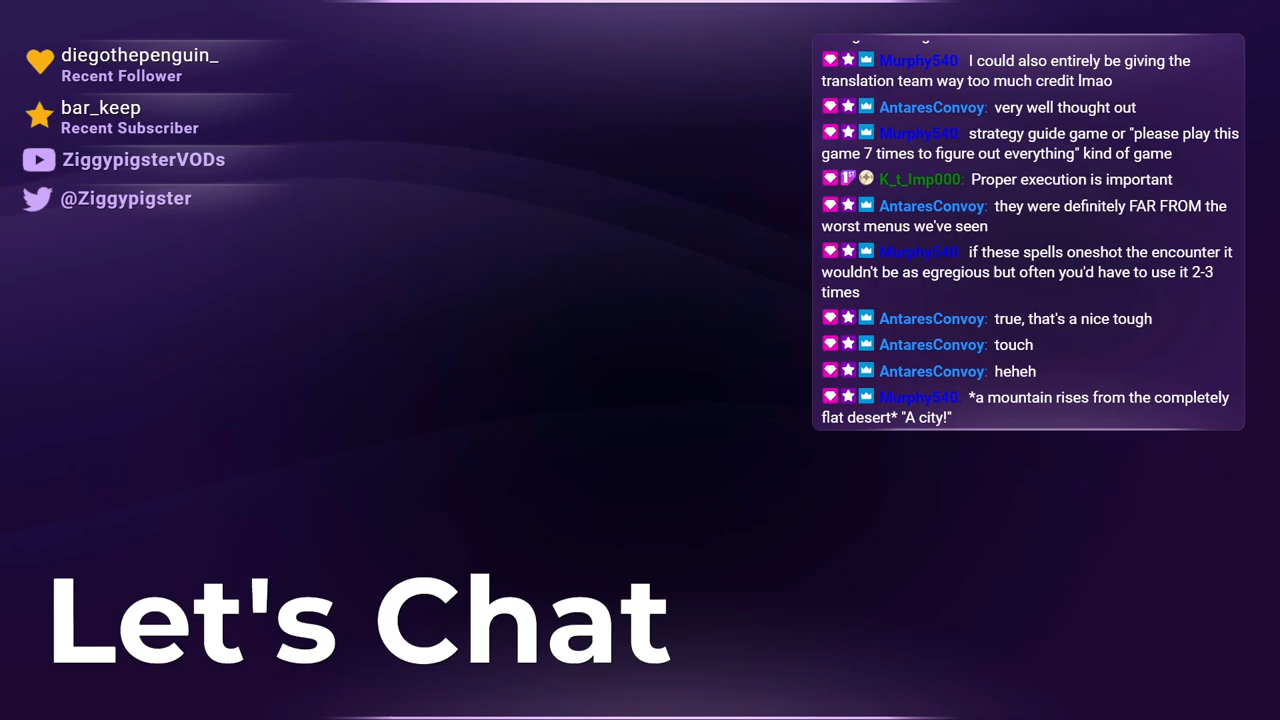 diegothepenguin_
Recent Follower
bar_keep
Recent Subscriber
ZiggypigsterVODs
@Ziggypigster
Murphy540: I could also entirely be giving the
translation team way too much credit lmao
AntaresConvoy: very well thought out
Murphy540: strategy guide game or "please play this
game 7 times to figure out everything" kind of game
1ST K_t_Imp000: Proper execution is important
AntaresConvoy: they were definitely FAR FROM the
worst menus we've seen
Murphy540: if these spells oneshot the encounter it
wouldn't be as egregious but often you'd have to use it 2-3
times
AntaresConvoy: true, that's a nice tough
AntaresConvoy: touch
AntaresConvoy: heheh
Murphy540: *a mountain rises from the completely
flat desert* "A city!"
Let's Chat